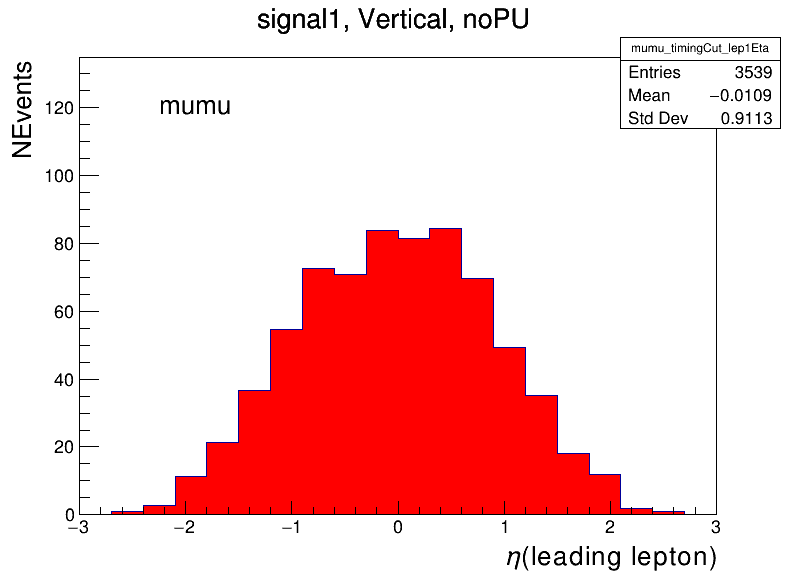 signal1, Vertical, noPU
mumu_timingCut_lep1Eta
Entries 3539
Mean −0.0109
Std Dev 0.9113
NEvents
mumu
120
100
80
60
40
20
0
−3 −2 −1 0 1 2 3
η(leading lepton)